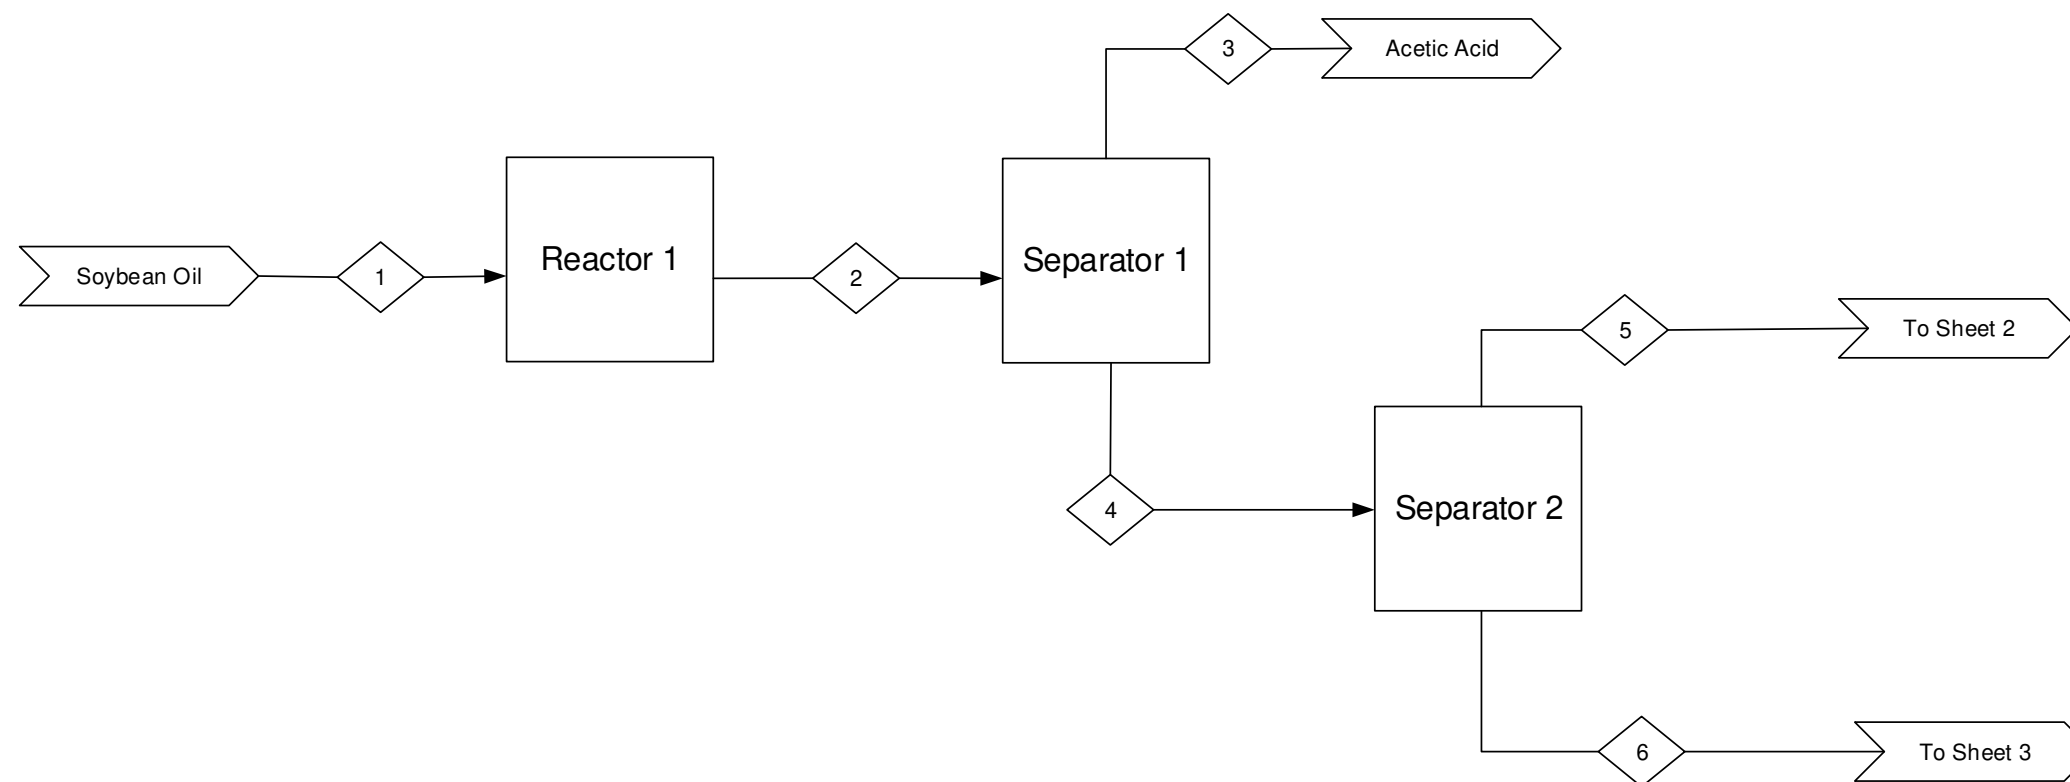 3
Acetic Acid
Reactor 1
Separator 1
Soybean Oil
1
2
5
To Sheet 2
4
Separator 2
6
To Sheet 3